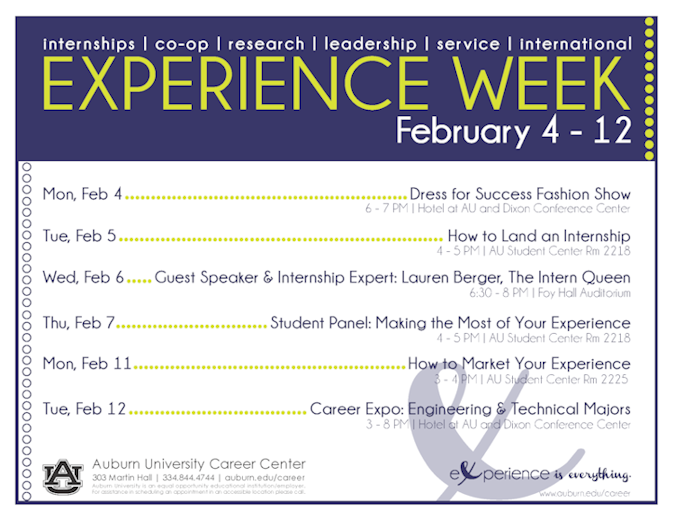 internships | co-op | research | leadership | service | international
EXPERIENCE WEEK
February 4 - 12
Mon, Feb 4 Dress for Success Fashion Show
6 - 7 PM | Hotel at AU and Dixon Conference Center
Tue, Feb 5 How to Land an Internship
4 - 5 PM | AU Student Center Rm 2218
Wed, Feb 6 Guest Speaker & Internship Expert: Lauren Berger, The Intern Queen
6:30 - 8 PM | Foy Hall Auditorium
Thu, Feb 7 Student Panel: Making the Most of Your Experience
4 - 5 PM | AU Student Center Rm 2218
Mon, Feb 11 How to Market Your Experience
3 - 4 PM | AU Student Center Rm 2225
Tue, Feb 12 Career Expo: Engineering & Technical Majors
3 - 8 PM | Hotel at AU and Dixon Conference Center
AU
Auburn University Career Center
303 Martin Hall | 334.844.4744 | auburn.edu/career
Auburn University is an equal opportunity educational institution/employer.
For assistance in scheduling an appointment in an accessible location please call.
eXperience is everything.
www.auburn.edu/career